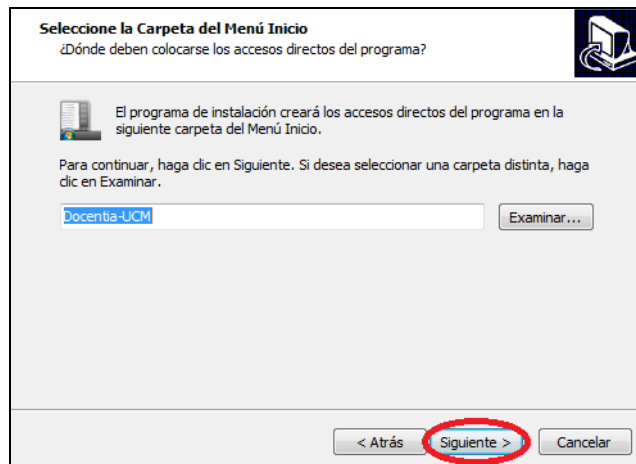 Seleccione la Carpeta del Menú Inicio
¿Dónde deben colocarse los accesos directos del programa?
El programa de instalación creará los accesos directos del programa en la
siguiente carpeta del Menú Inicio.
Para continuar, haga clic en Siguiente. Si desea seleccionar una carpeta distinta, haga
clic en Examinar.
Docentia-UCM
Examinar...
< Atrás
Siguiente >
Cancelar